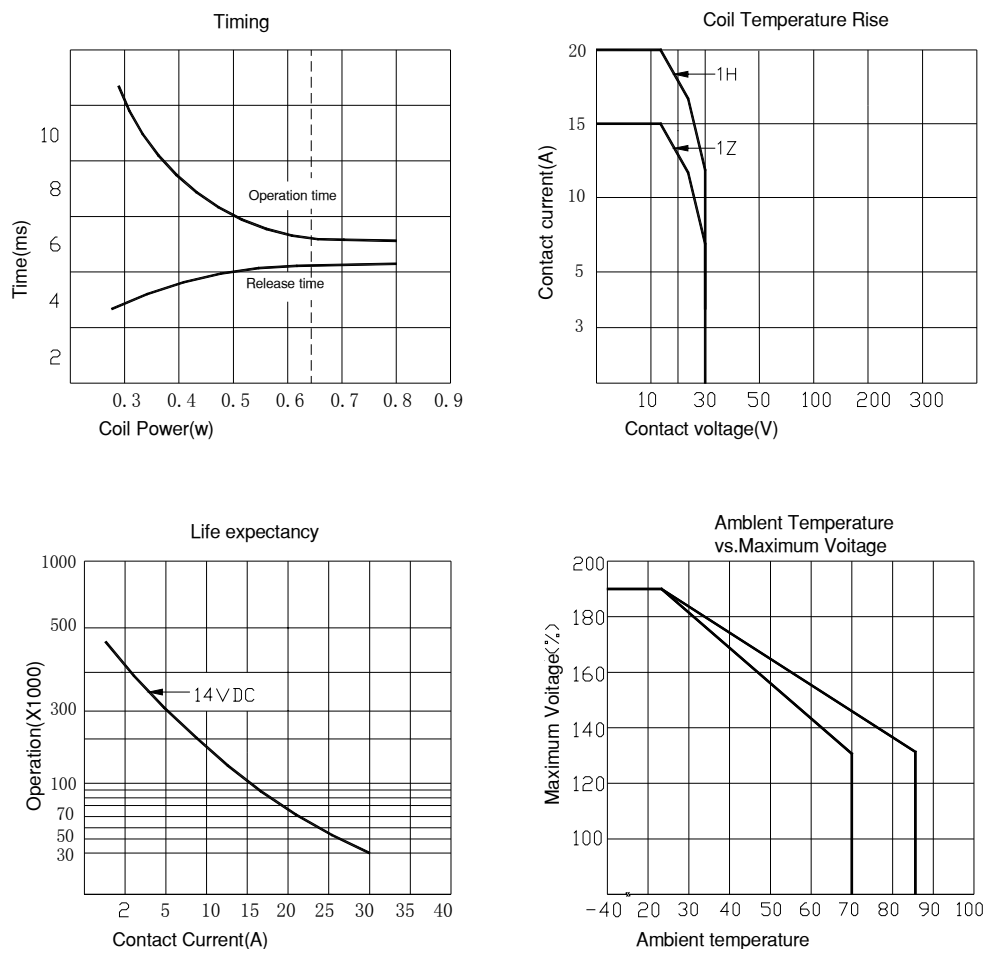 Timing
10
8
6
4
2
Time(ms)
Operation time
Release time
0.3 0.4 0.5 0.6 0.7 0.8 0.9
Coil Power(w)
Coil Temperature Rise
20
15
10
5
3
Contact current(A)
1H
1Z
10 30 50 100 200 300
Contact voltage(V)
Life expectancy
1000
500
300
100
70
50
30
Operation(X1000)
14VDC
2 5 10 15 20 25 30 35 40
Contact Current(A)
Amblent Temperature
vs.Maximum Voitage
200
180
160
140
120
100
Maximum Voitage(%)
-40 20 30 40 50 60 70 80 90 100
Ambient temperature